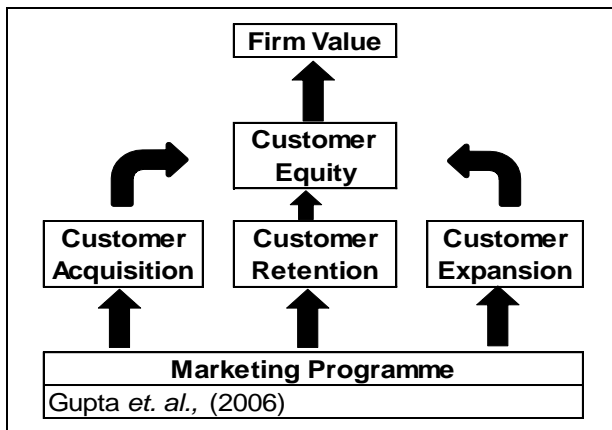 Firm Value
Customer
Equity
Customer
Acquisition
Customer
Retention
Customer
Expansion
Marketing Programme
Gupta et. al., (2006)